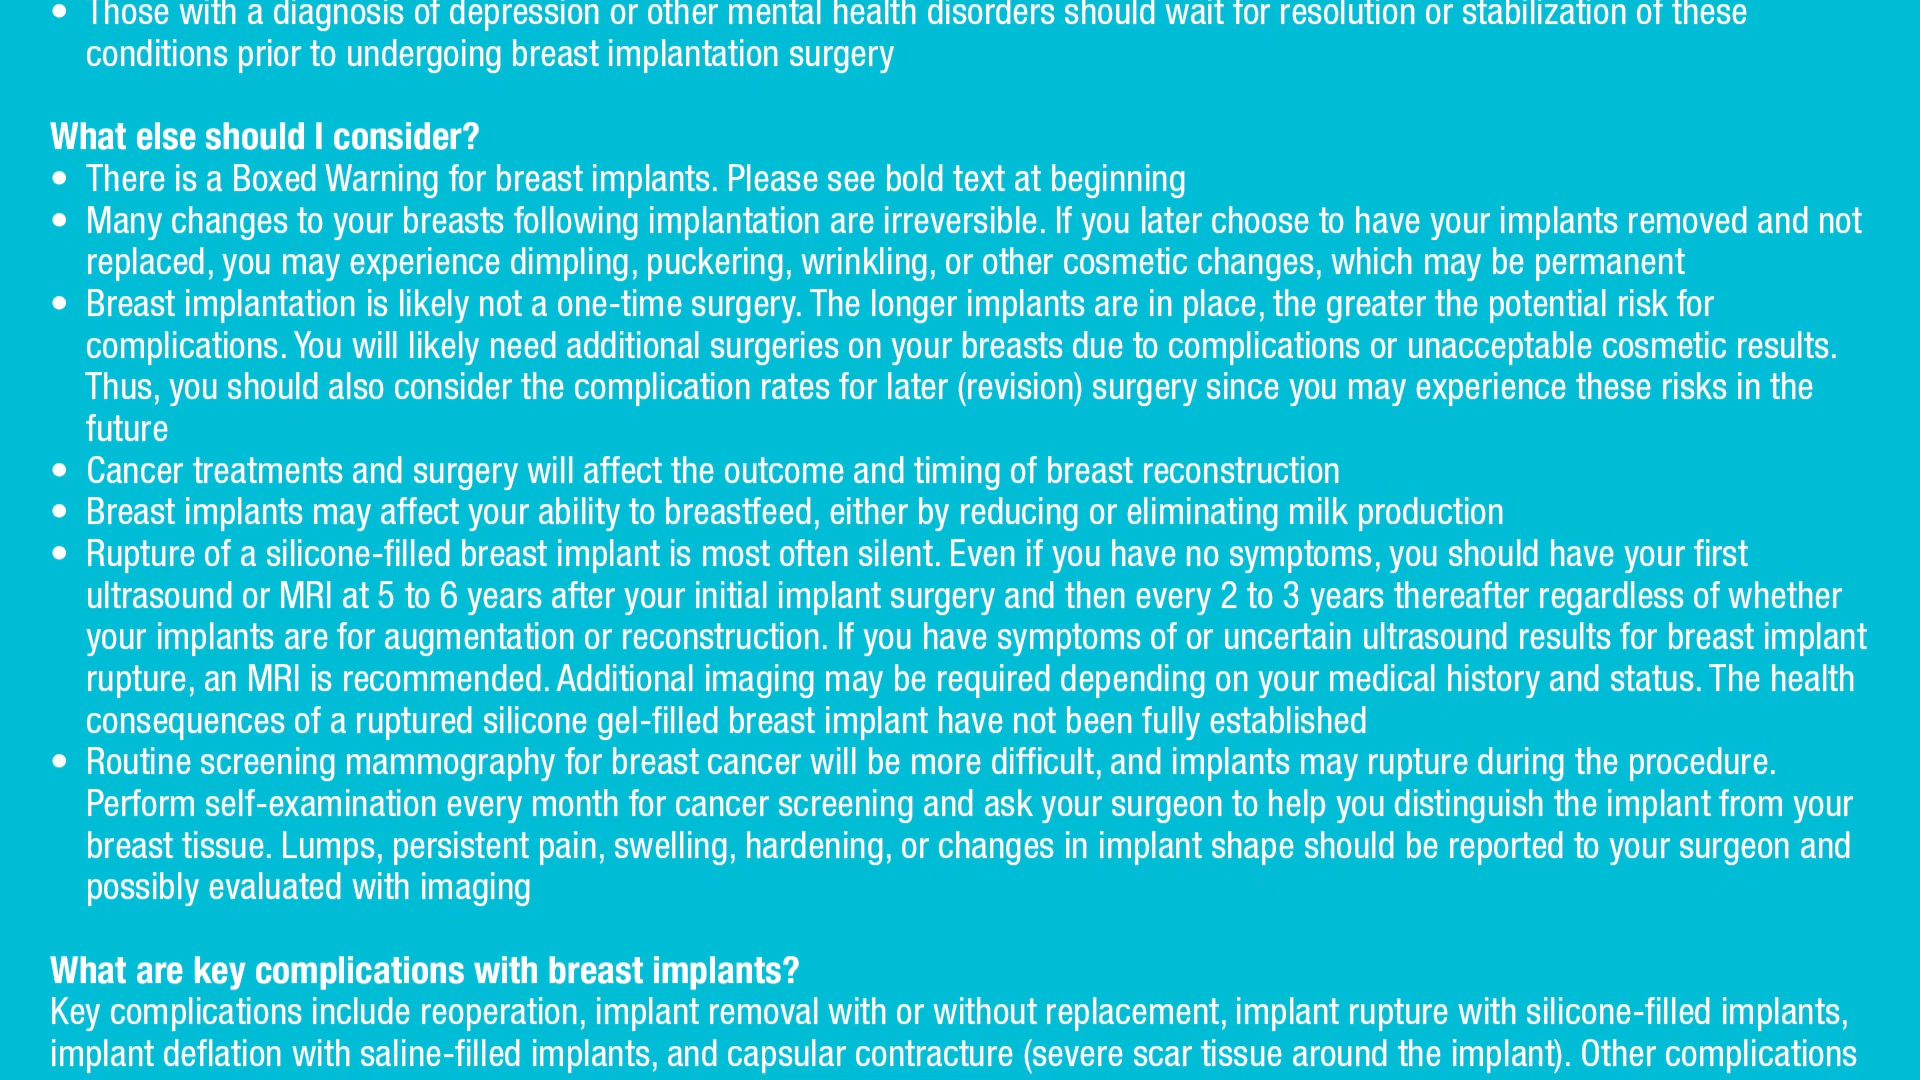 • Those with a diagnosis of depression or other mental health disorders should wait for resolution or stabilization of these
conditions prior to undergoing breast implantation surgery
What else should I consider?
• There is a Boxed Warning for breast implants. Please see bold text at beginning
• Many changes to your breasts following implantation are irreversible. If you later choose to have your implants removed and not
replaced, you may experience dimpling, puckering, wrinkling, or other cosmetic changes, which may be permanent
• Breast implantation is likely not a one-time surgery. The longer implants are in place, the greater the potential risk for
complications. You will likely need additional surgeries on your breasts due to complications or unacceptable cosmetic results.
Thus, you should also consider the complication rates for later (revision) surgery since you may experience these risks in the
future
• Cancer treatments and surgery will affect the outcome and timing of breast reconstruction
• Breast implants may affect your ability to breastfeed, either by reducing or eliminating milk production
• Rupture of a silicone-filled breast implant is most often silent. Even if you have no symptoms, you should have your first
ultrasound or MRI at 5 to 6 years after your initial implant surgery and then every 2 to 3 years thereafter regardless of whether
your implants are for augmentation or reconstruction. If you have symptoms of or uncertain ultrasound results for breast implant
rupture, an MRI is recommended. Additional imaging may be required depending on your medical history and status. The health
consequences of a ruptured silicone gel-filled breast implant have not been fully established
• Routine screening mammography for breast cancer will be more difficult, and implants may rupture during the procedure.
Perform self-examination every month for cancer screening and ask your surgeon to help you distinguish the implant from your
breast tissue. Lumps, persistent pain, swelling, hardening, or changes in implant shape should be reported to your surgeon and
possibly evaluated with imaging
What are key complications with breast implants?
Key complications include reoperation, implant removal with or without replacement, implant rupture with silicone-filled implants,
implant deflation with saline-filled implants, and capsular contracture (severe scar tissue around the implant). Other complications